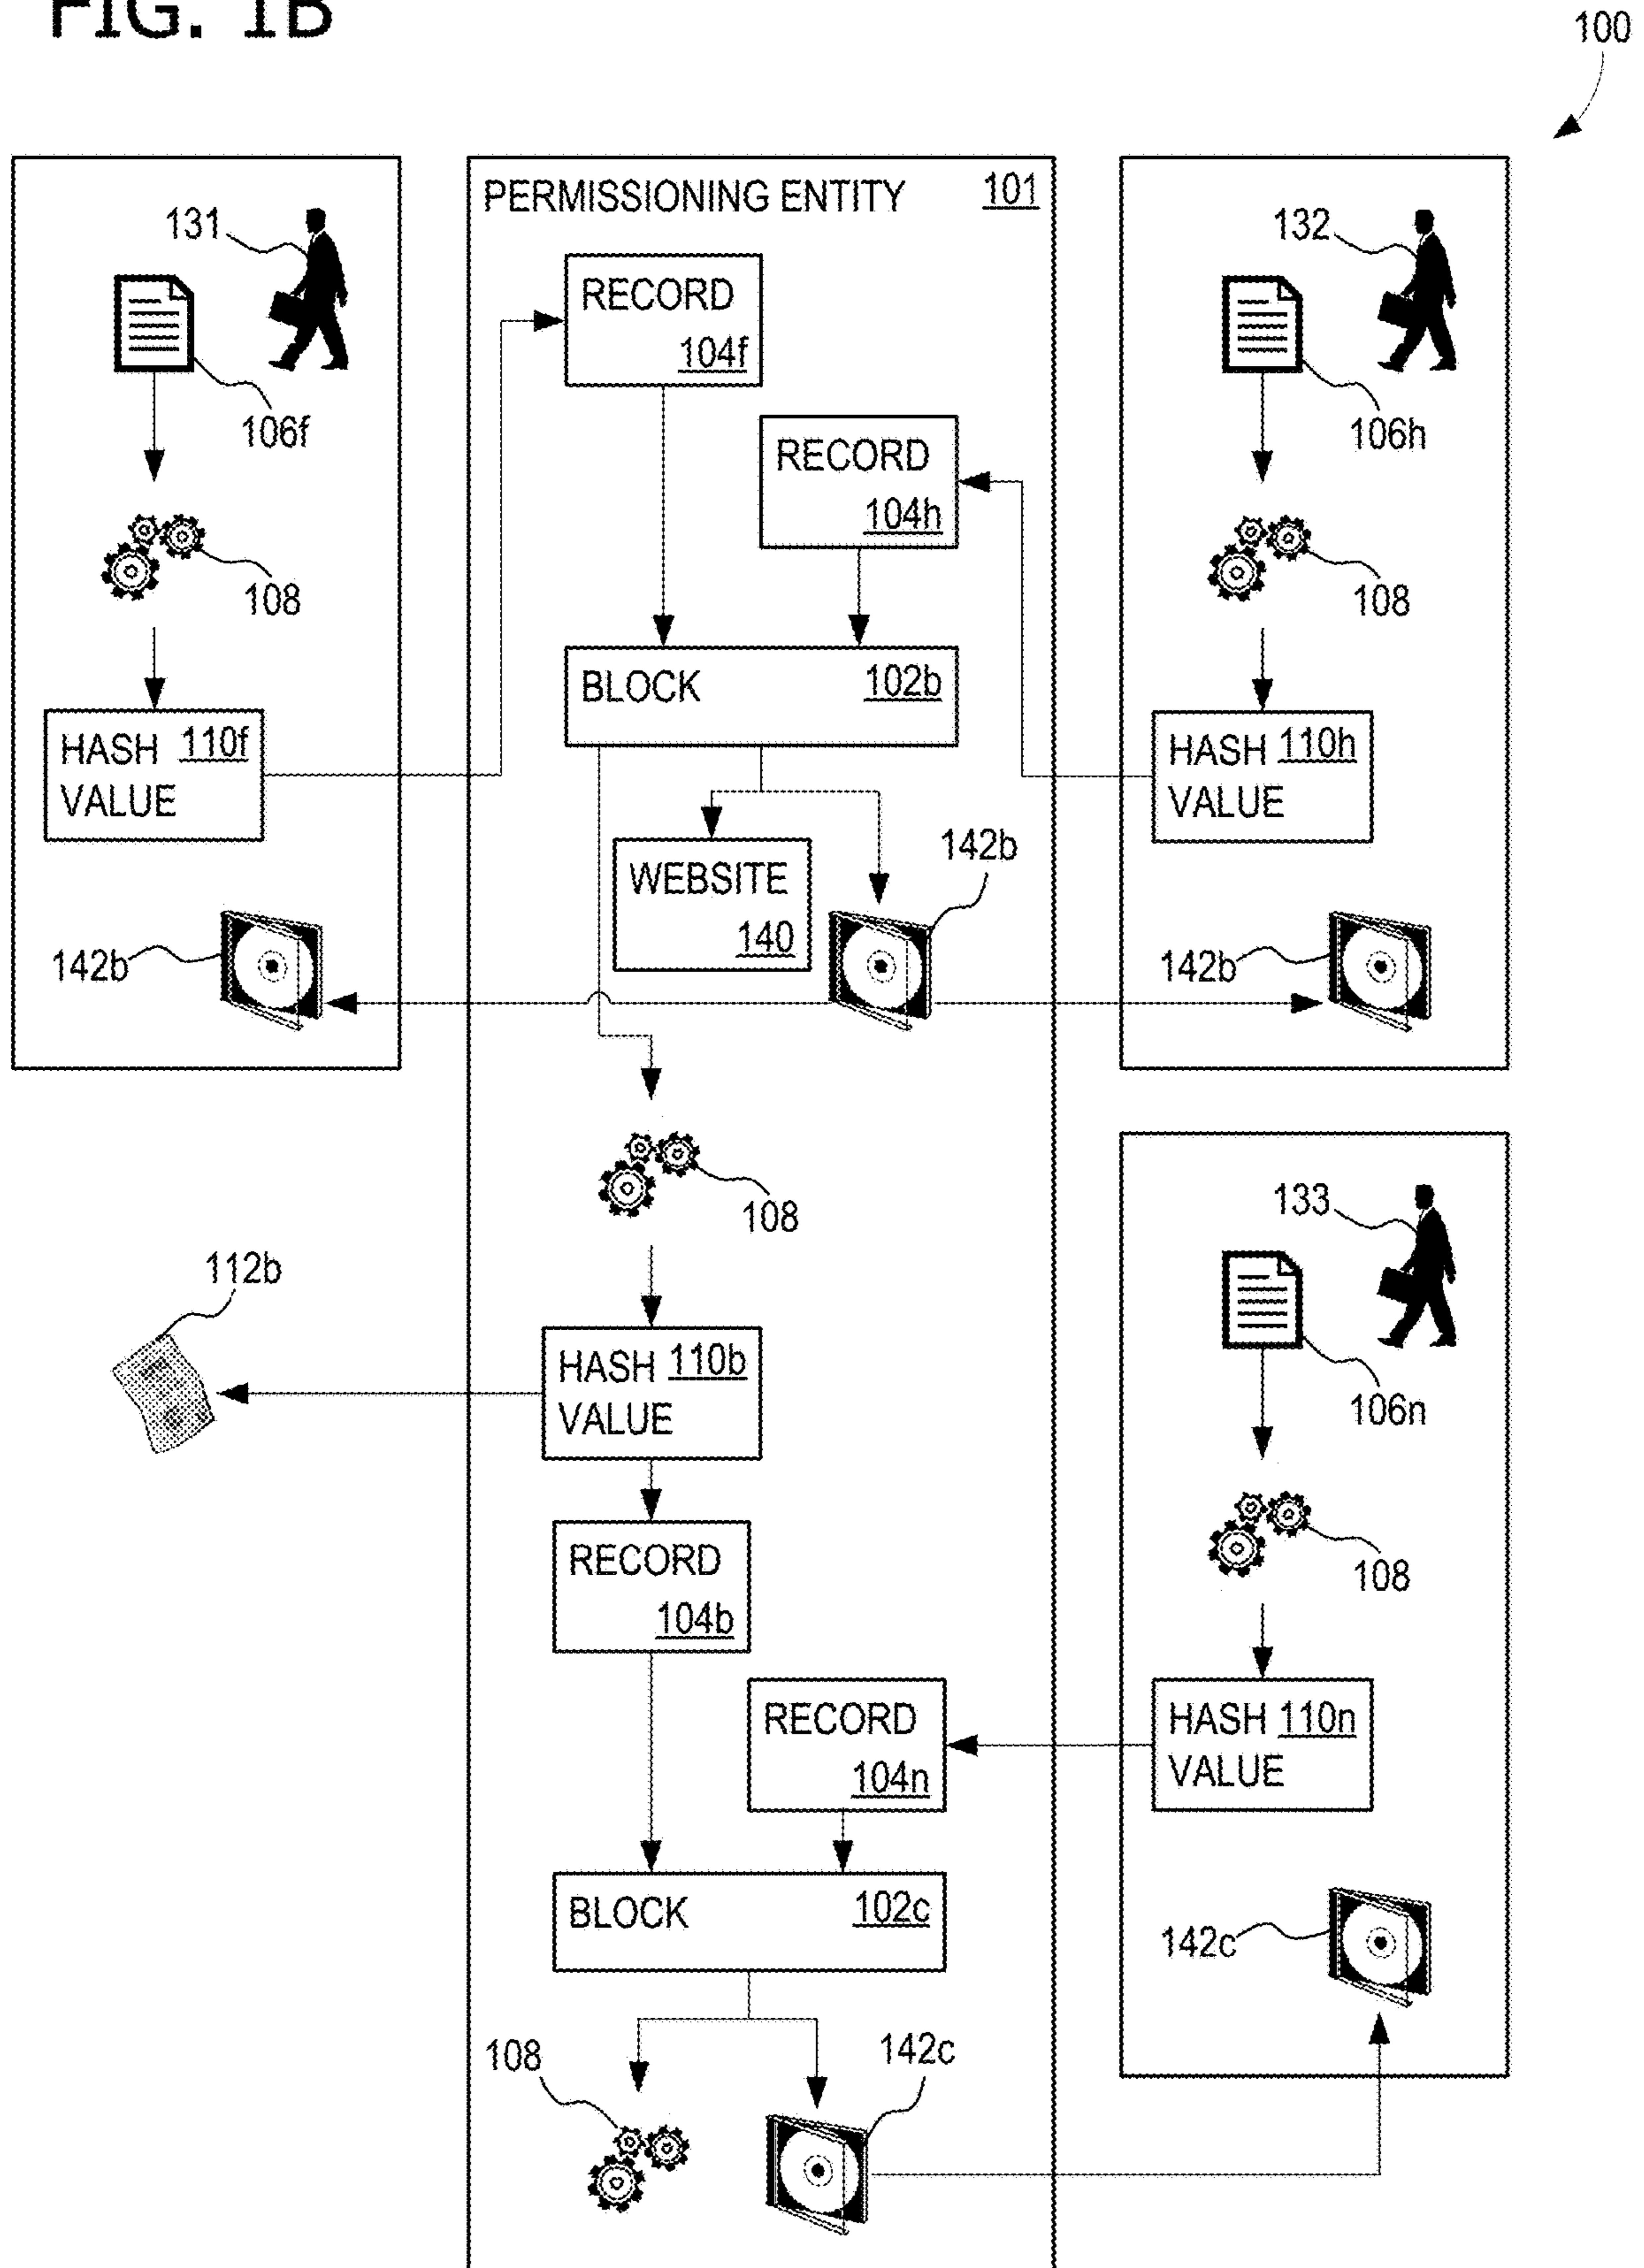 FIG. 1B
100
131
106f
108
HASH 110f
VALUE
142b
PERMISSIONING ENTITY 101
RECORD
104f
RECORD
104h
BLOCK 102b
WEBSITE
140
142b
132
106h
108
HASH 110h
VALUE
142b
108
112b
HASH 110b
VALUE
RECORD
104b
RECORD
104n
BLOCK 102c
108
142c
133
106n
108
HASH 110n
VALUE
142c